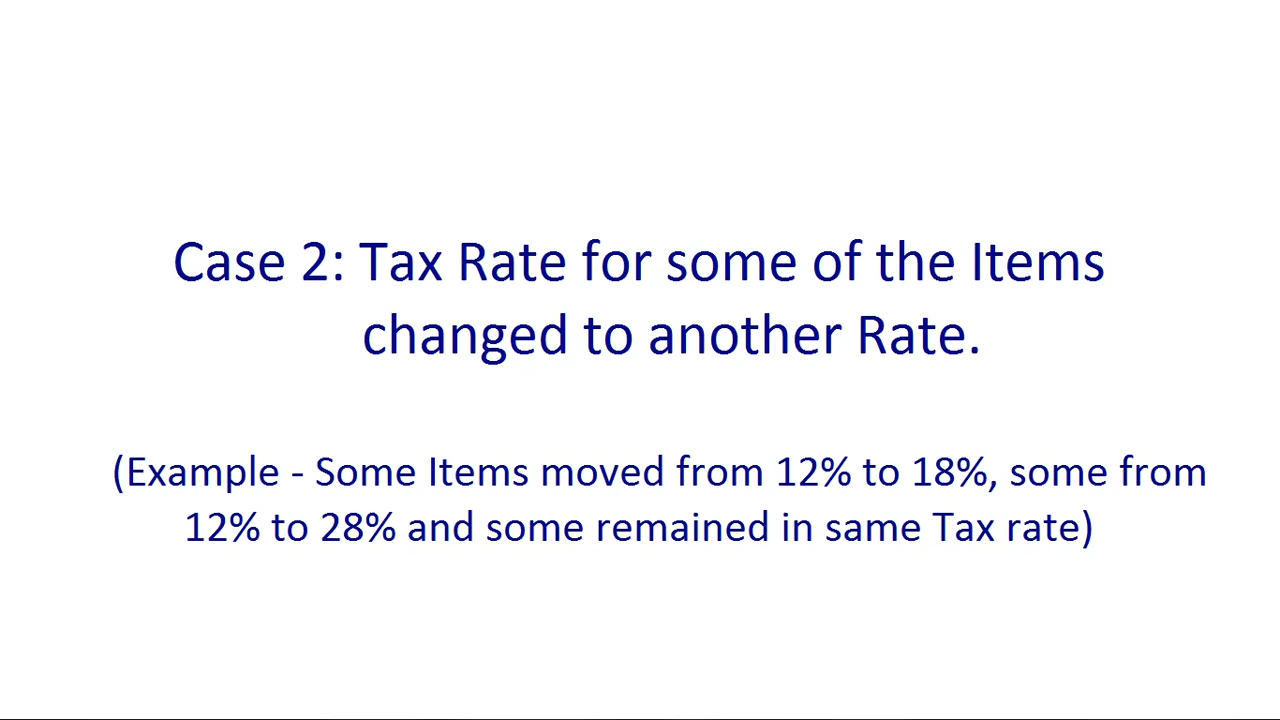 Case 2: Tax Rate for some of the Items
changed to another Rate.
(Example - Some Items moved from 12% to 18%, some from
12% to 28% and some remained in same Tax rate)